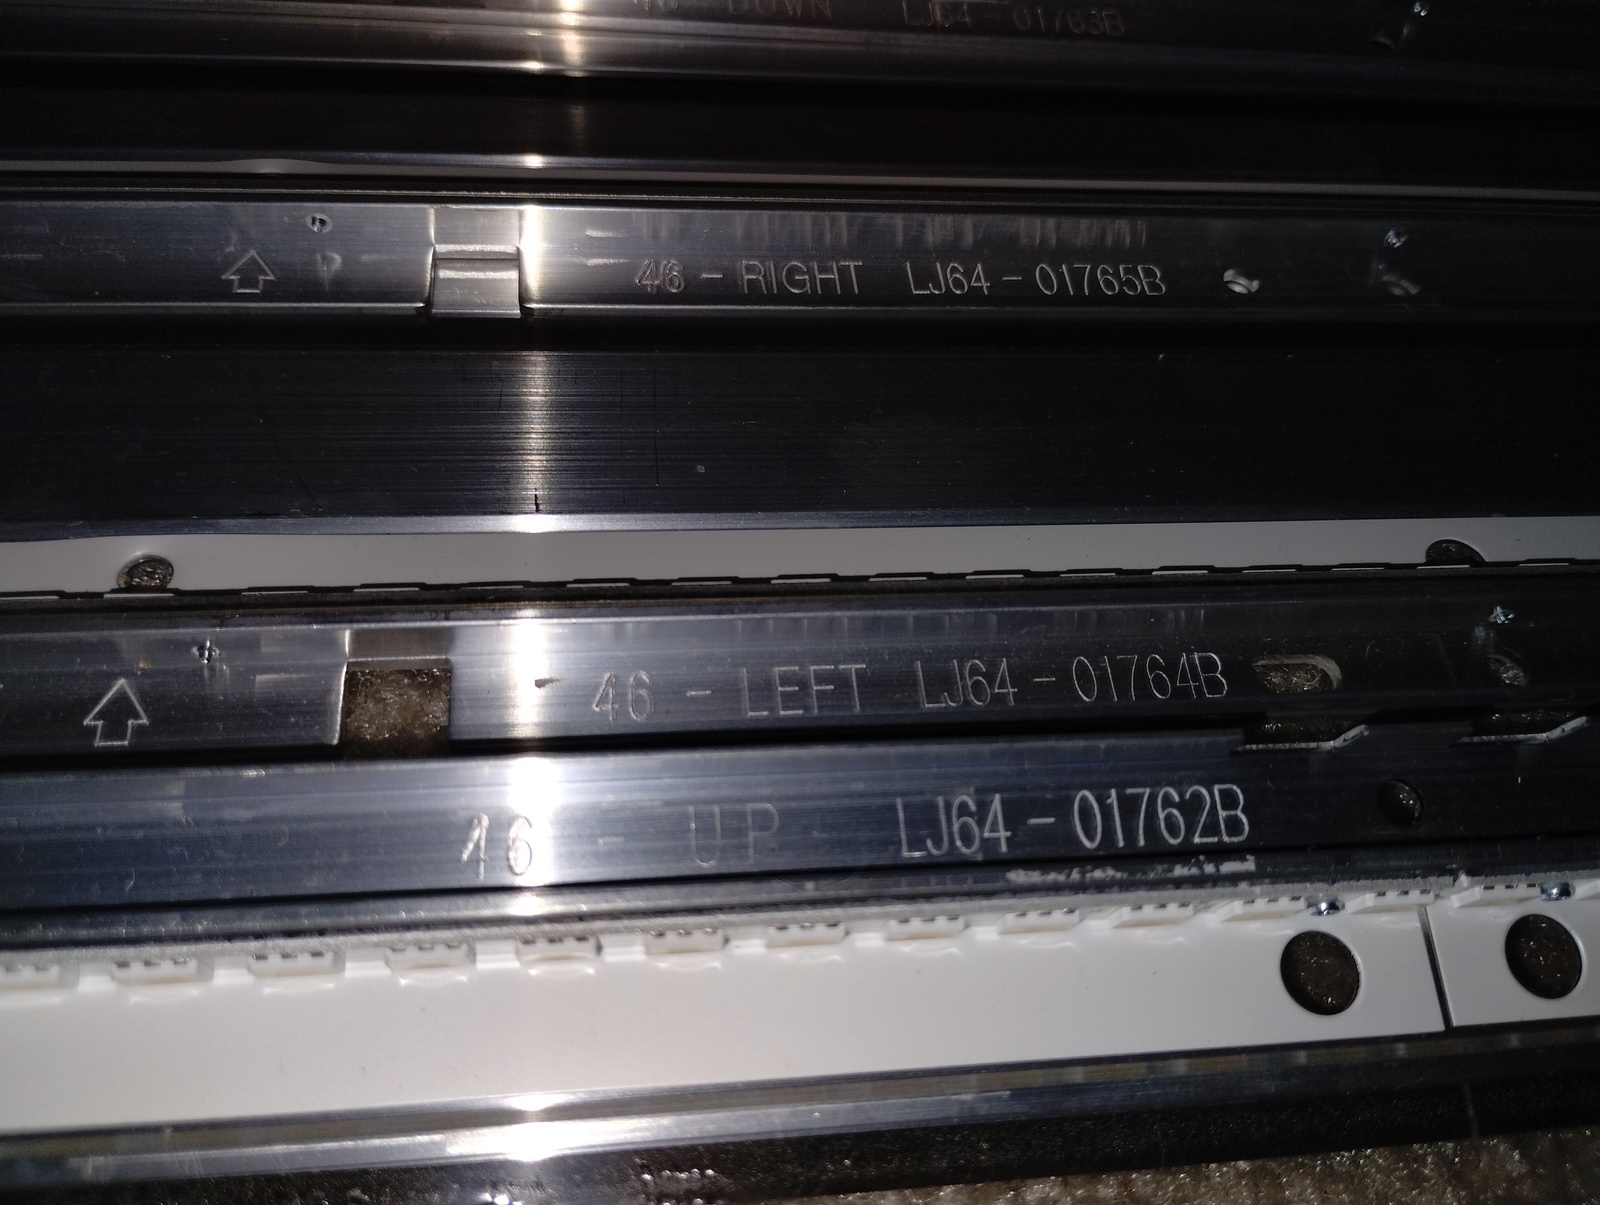 46 - DOWN LJ64-01763B
46 - RIGHT LJ64-01765B
46 - LEFT LJ64-01764B
46 - UP LJ64-01762B